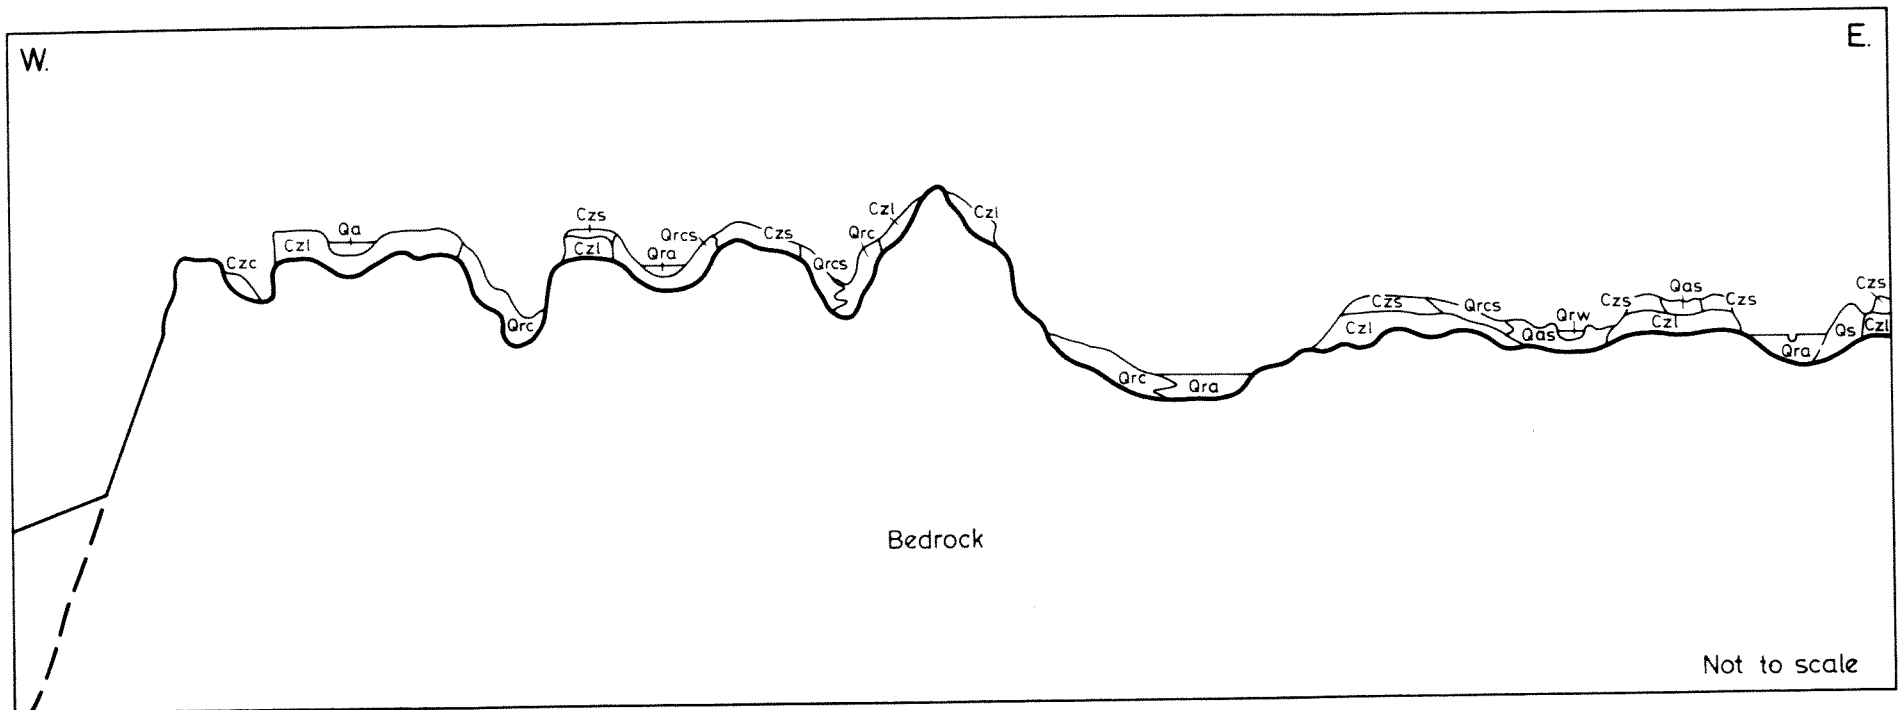 W.
E.
Czc
Czl
Qa
Qrc
Czs
Czl
Qra
Qrcs
Czs
Qrcs
Qrc
Czl
Czl
Qrc
Qra
Czs
Czl
Qrcs
Qas
Qrw
Czs
Qas
Czs
Czl
Qra
Qs
Czs
Czl
Bedrock
Not to scale